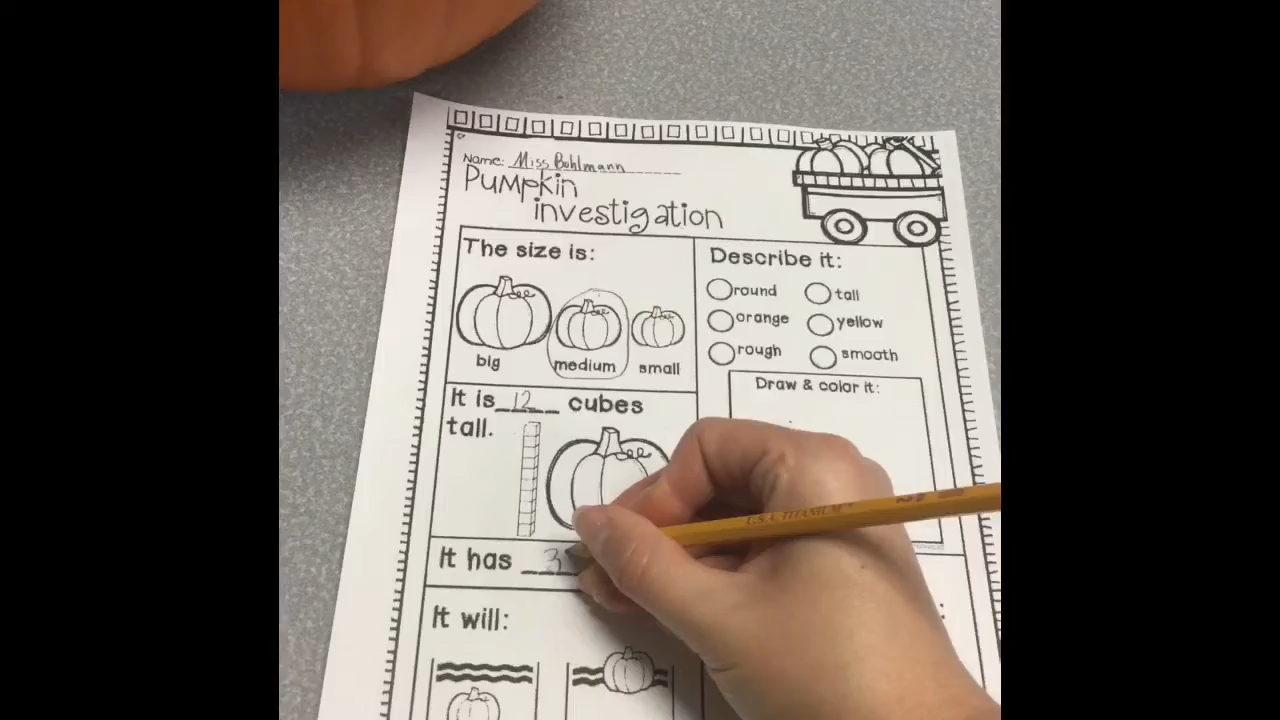 Name: Miss Bohlmann
Pumpkin
investigation
The size is:
big
medium
small
Describe it:
round
tall
orange
yellow
rough
smooth
Draw & color it:
It is 12 cubes
tall.
It has 3
It will:
U.S.A. TITANIUM